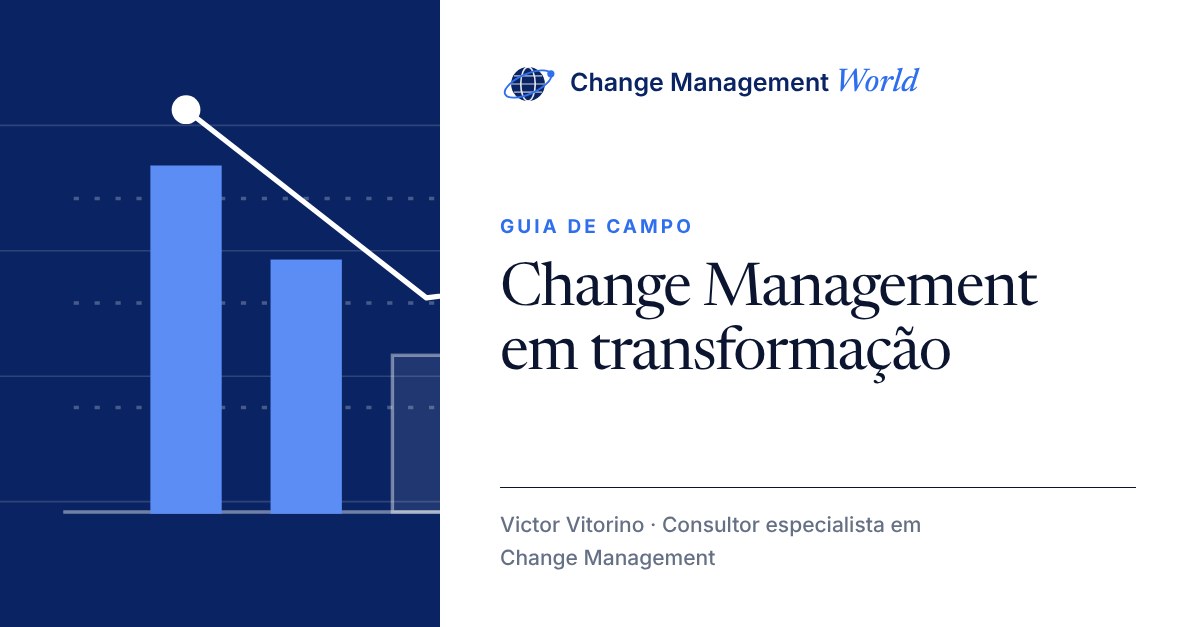 Change Management World
GUIA DE CAMPO
Change Management
em transformação
Victor Vitorino · Consultor especialista em
Change Management